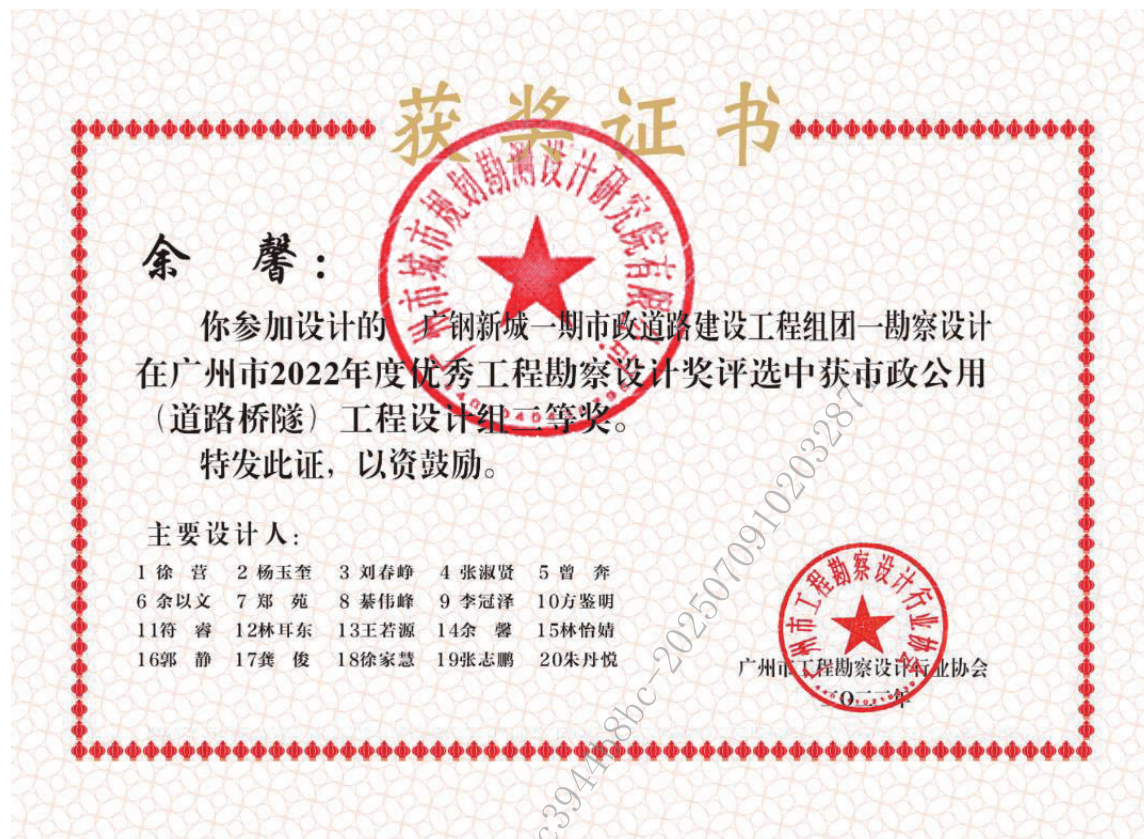 获奖证书
广州市城市规划勘测设计研究院有限公司
余 馨：
你参加设计的 广钢新城一期市政道路建设工程组团一勘察设计
在广州市2022年度优秀工程勘察设计奖评选中获市政公用
（道路桥隧）工程设计组二等奖。
特发此证，以资鼓励。
主要设计人：
1 徐 营 2 杨玉奎 3 刘春峥 4 张淑贤 5 曾 奔
6 余以文 7 郑 苑 8 綦伟峰 9 李冠泽 10方鉴明
11符 睿 12林耳东 13王若源 14余 馨 15林怡婧
16郭 静 17龚 俊 18徐家慧 19张志鹏 20朱丹悦
广州市工程勘察设计行业协会
广州市工程勘察设计行业协会
二〇二二年